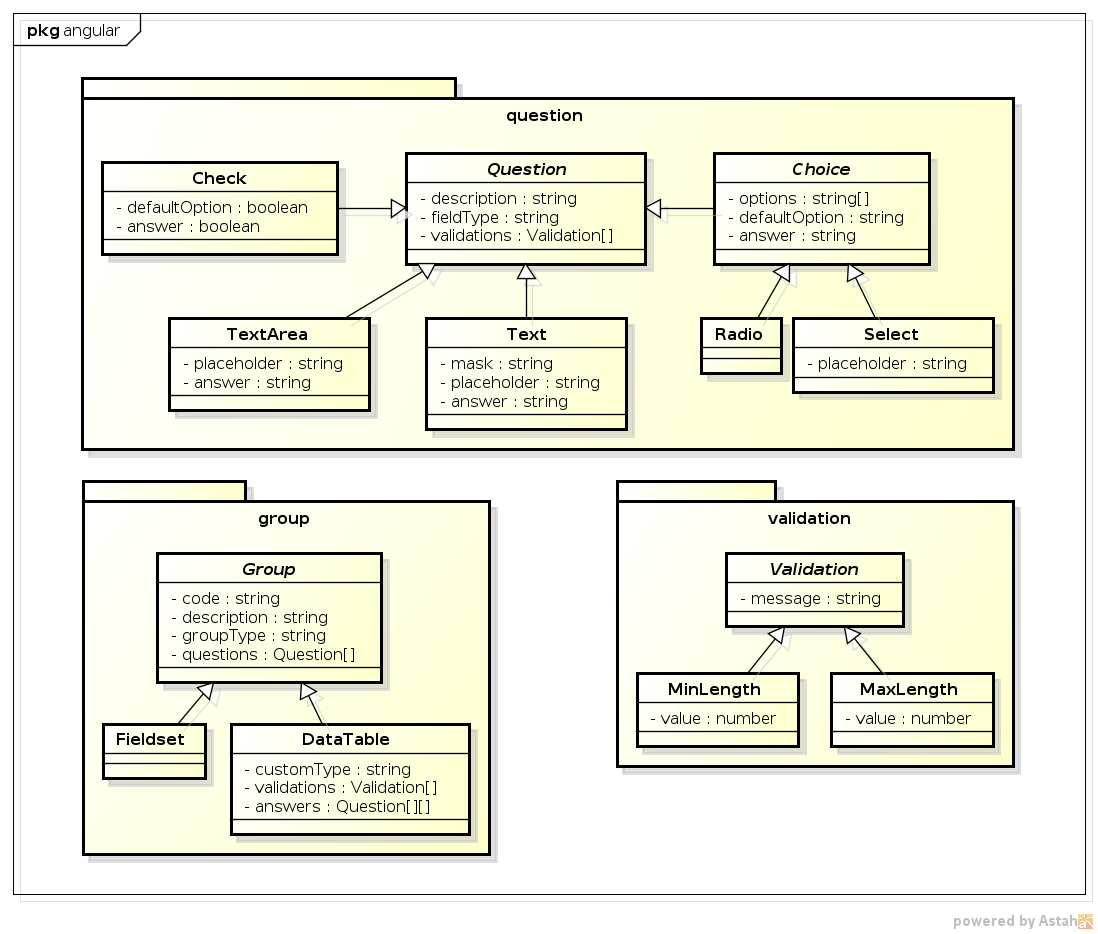 pkg angular
question
Check
- defaultOption : boolean
- answer : boolean
Question
- description : string
- fieldType : string
- validations : Validation[]
Choice
- options : string[]
- defaultOption : string
- answer : string
TextArea
- placeholder : string
- answer : string
Text
- mask : string
- placeholder : string
- answer : string
Radio
Select
- placeholder : string
group
Group
- code : string
- description : string
- groupType : string
- questions : Question[]
Fieldset
DataTable
- customType : string
- validations : Validation[]
- answers : Question[][]
validation
Validation
- message : string
MinLength
- value : number
MaxLength
- value : number
powered by Astah